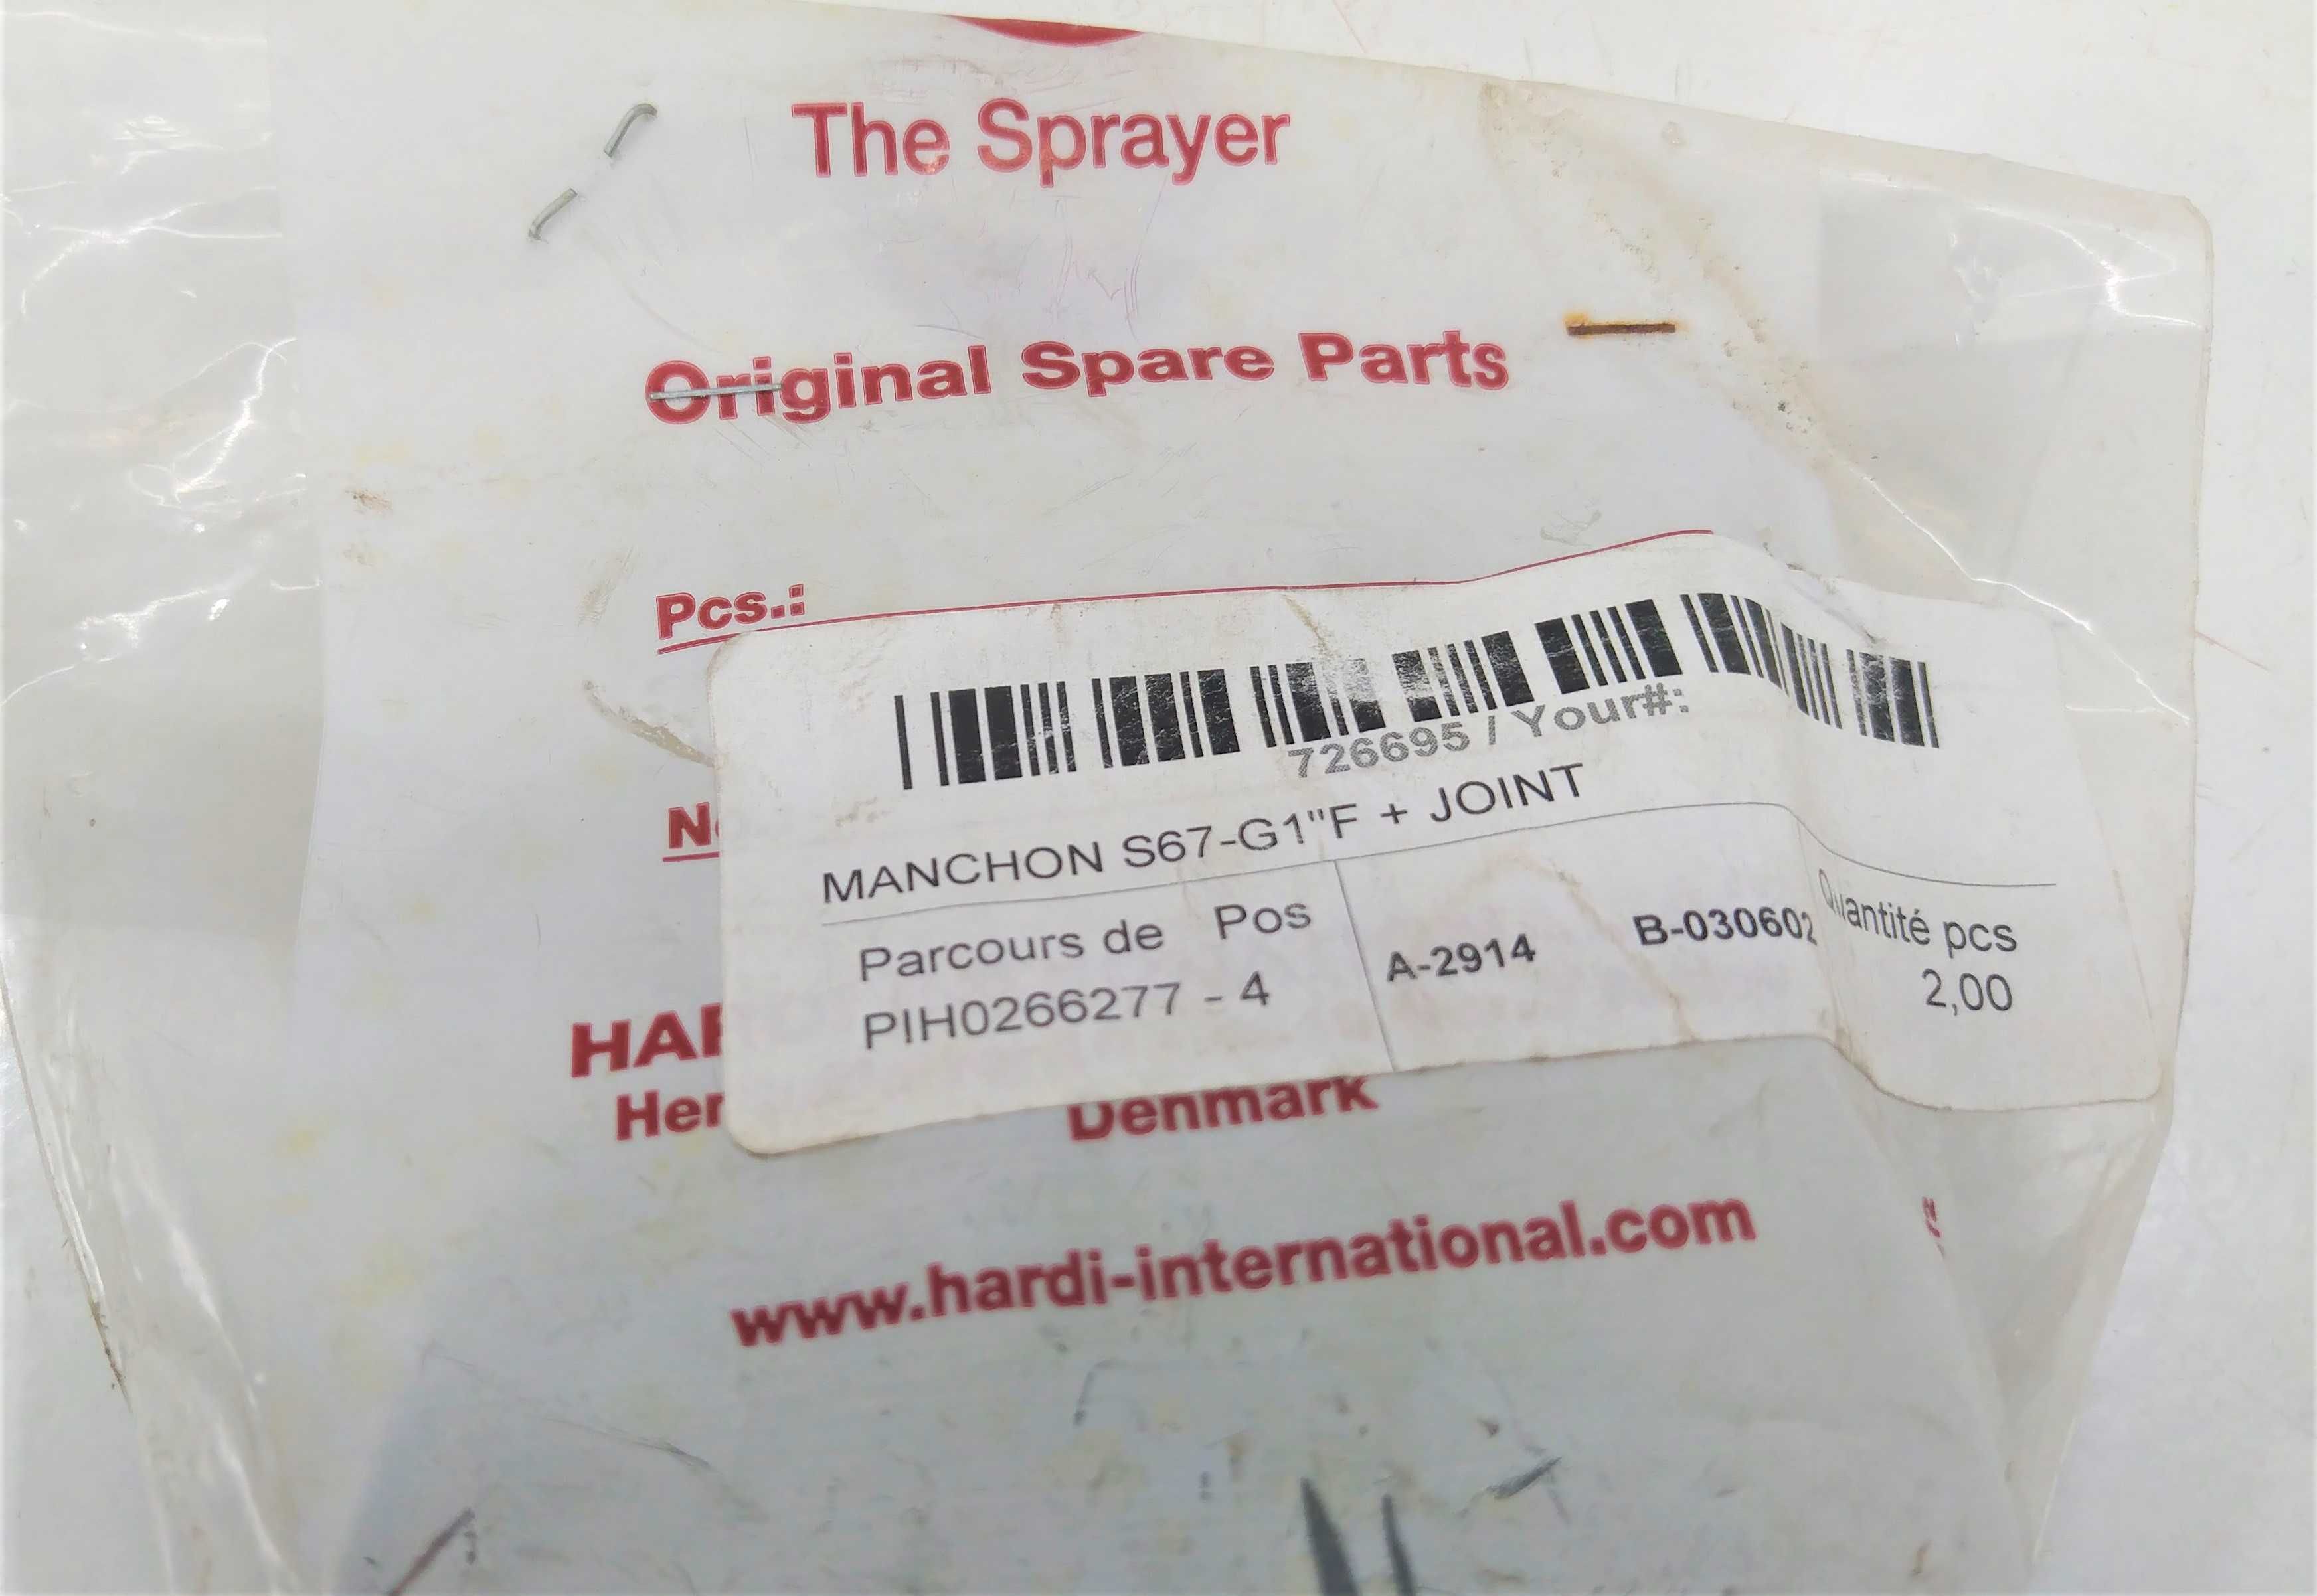 The Sprayer
Original Spare Parts
Pcs.:
726695 / Your#:
MANCHON S67-G1"F + JOINT
Parcours de Pos
PIH0266277 - 4
A-2914 B-030602
Quantité pcs
2,00
Denmark
www.hardi-international.com